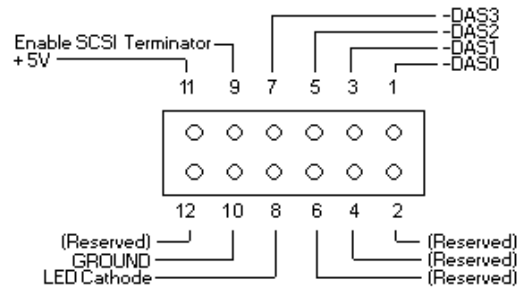 -DAS3
-DAS2
Enable SCSI Terminator
-DAS1
+5V
-DAS0
11 9 7 5 3 1
12 10 8 6 4 2
(Reserved) (Reserved)
GROUND (Reserved)
LED Cathode (Reserved)